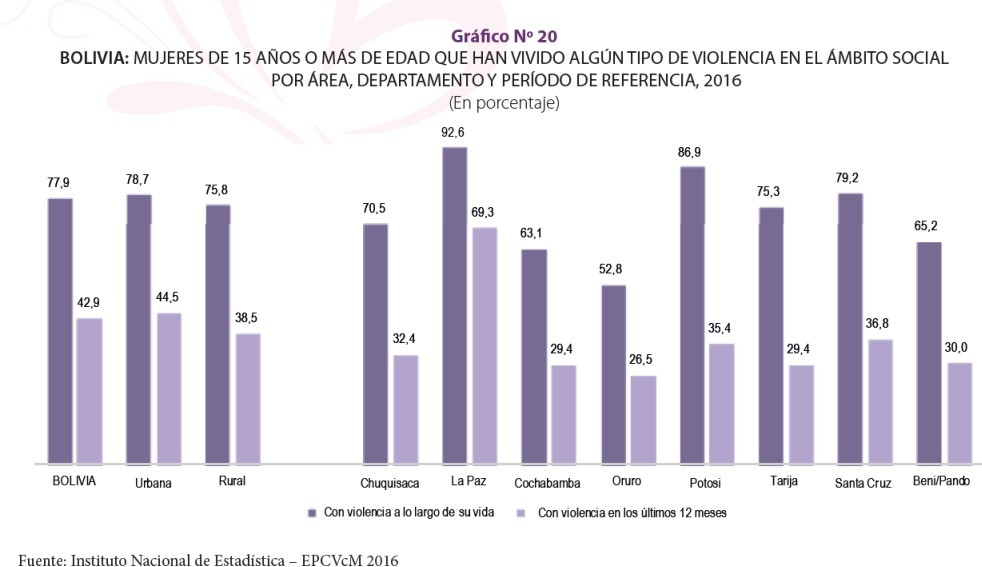 Gráfico Nº 20
BOLIVIA: MUJERES DE 15 AÑOS O MÁS DE EDAD QUE HAN VIVIDO ALGÚN TIPO DE VIOLENCIA EN EL ÁMBITO SOCIAL
POR ÁREA, DEPARTAMENTO Y PERÍODO DE REFERENCIA, 2016
(En porcentaje)
77,9
42,9
78,7
44,5
75,8
38,5
70,5
32,4
92,6
69,3
63,1
29,4
52,8
26,5
86,9
35,4
75,3
29,4
79,2
36,8
65,2
30,0
BOLIVIA
Urbana
Rural
Chuquisaca
La Paz
Cochabamba
Oruro
Potosi
Tarija
Santa Cruz
Beni/Pando
Con violencia a lo largo de su vida
Con violencia en los últimos 12 meses
Fuente: Instituto Nacional de Estadística – EPCVcM 2016